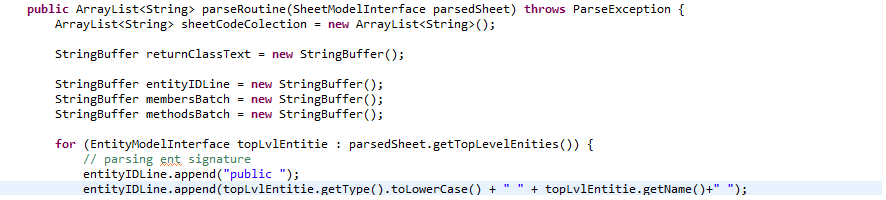 public ArrayList<String> parseRoutine(SheetModelInterface parsedSheet) throws ParseException {
ArrayList<String> sheetCodeColection = new ArrayList<String>();
StringBuffer returnClassText = new StringBuffer();
StringBuffer entityIDLine = new StringBuffer();
StringBuffer membersBatch = new StringBuffer();
StringBuffer methodsBatch = new StringBuffer();
for (EntityModelInterface topLvlEntitie : parsedSheet.getTopLevelEnities()) {
// parsing ent signature
entityIDLine.append("public ");
entityIDLine.append(topLvlEntitie.getType().toLowerCase() + " " + topLvlEntitie.getName()+" ");